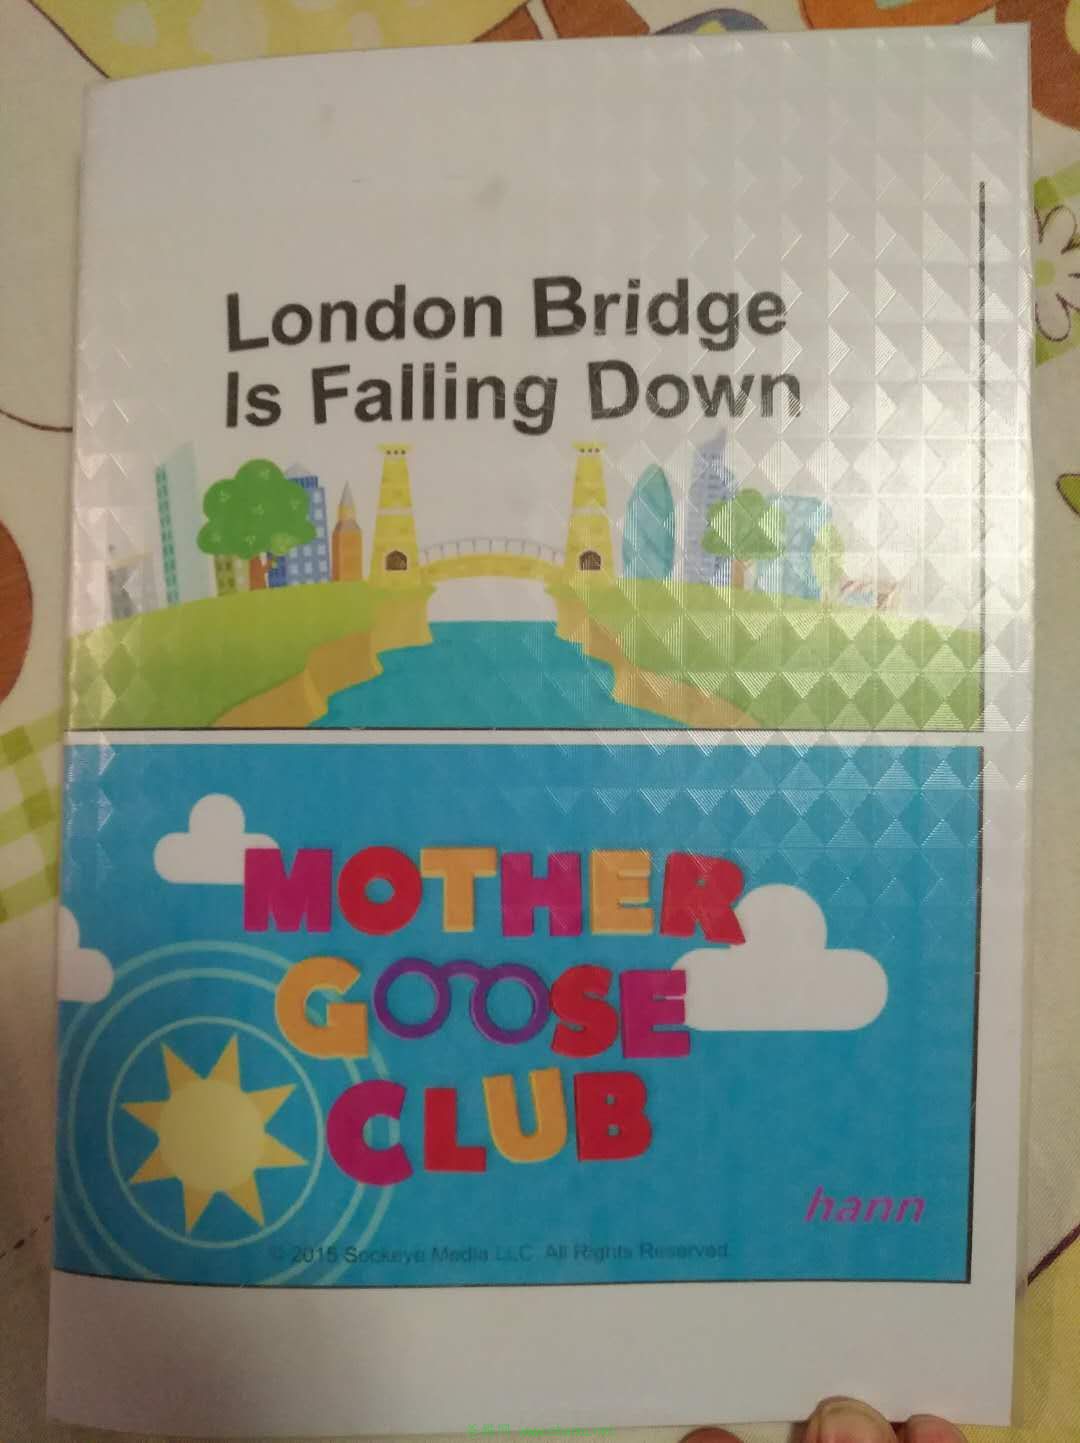 London Bridge
Is Falling Down
MOTHER
GOOSE
CLUB
hann
© 2015 Sockeye Media LLC. All Rights Reserved.